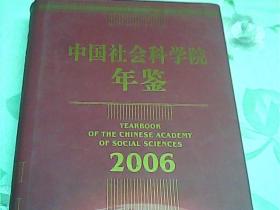 中国社会科学院
年鉴
YEARBOOK
OF THE CHINESE ACADEMY
OF SOCIAL SCIENCES
2006